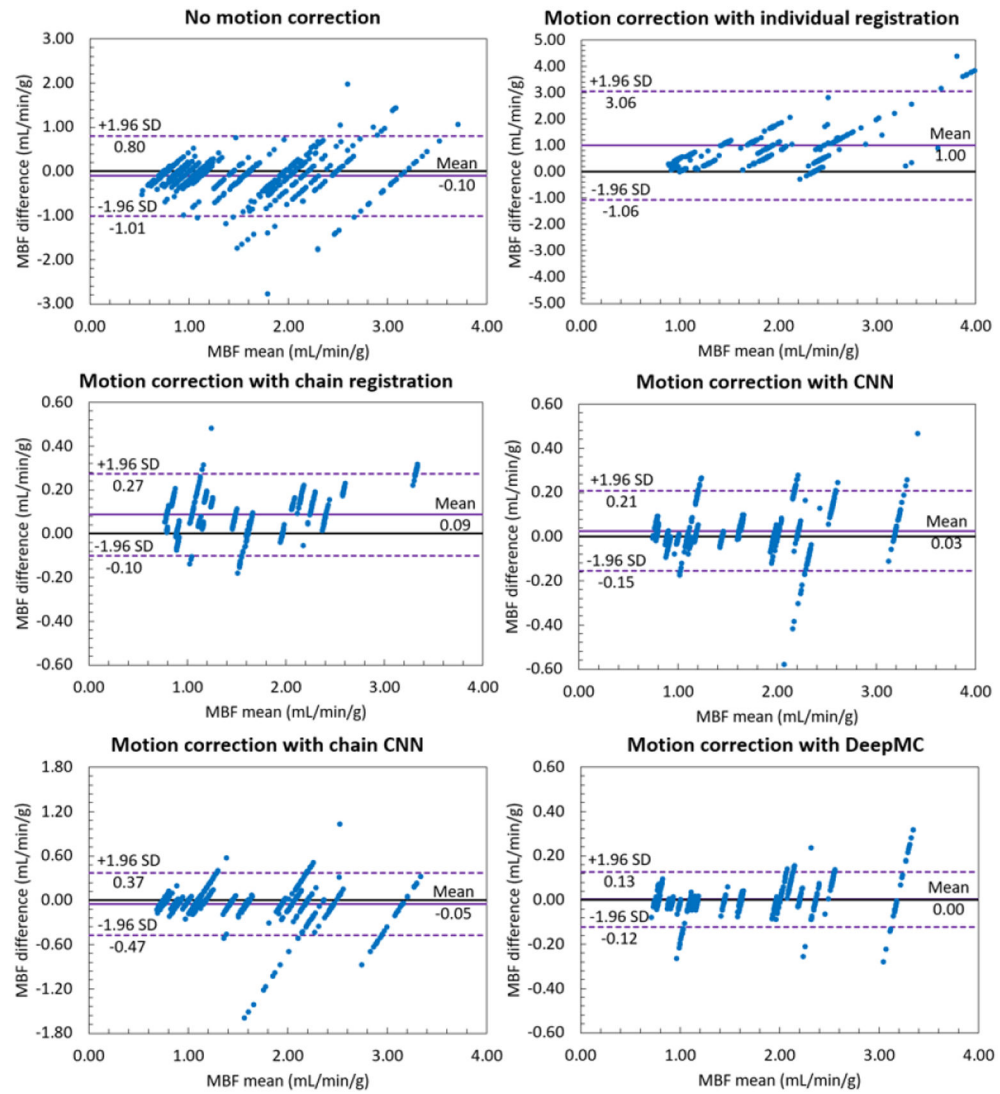 No motion correction
MBF difference (mL/min/g)
3.00
2.00
1.00
0.00
-1.00
-2.00
-3.00
+1.96 SD
0.80
Mean
-0.10
-1.96 SD
-1.01
0.00 1.00 2.00 3.00 4.00
MBF mean (mL/min/g)
Motion correction with individual registration
MBF difference (mL/min/g)
5.00
4.00
3.00
2.00
1.00
0.00
-1.00
-2.00
-3.00
-4.00
-5.00
+1.96 SD
3.06
Mean
1.00
-1.96 SD
-1.06
0.00 1.00 2.00 3.00 4.00
MBF mean (mL/min/g)
Motion correction with chain registration
MBF difference (mL/min/g)
0.60
0.40
0.20
0.00
-0.20
-0.40
-0.60
+1.96 SD
0.27
Mean
0.09
-1.96 SD
-0.10
0.00 1.00 2.00 3.00 4.00
MBF mean (mL/min/g)
Motion correction with CNN
MBF difference (mL/min/g)
0.60
0.40
0.20
0.00
-0.20
-0.40
-0.60
+1.96 SD
0.21
Mean
0.03
-1.96 SD
-0.15
0.00 1.00 2.00 3.00 4.00
MBF mean (mL/min/g)
Motion correction with chain CNN
MBF difference (mL/min/g)
1.80
1.20
0.60
0.00
-0.60
-1.20
-1.80
+1.96 SD
0.37
Mean
-0.05
-1.96 SD
-0.47
0.00 1.00 2.00 3.00 4.00
MBF mean (mL/min/g)
Motion correction with DeepMC
MBF difference (mL/min/g)
0.60
0.40
0.20
0.00
-0.20
-0.40
-0.60
+1.96 SD
0.13
Mean
0.00
-1.96 SD
-0.12
0.00 1.00 2.00 3.00 4.00
MBF mean (mL/min/g)